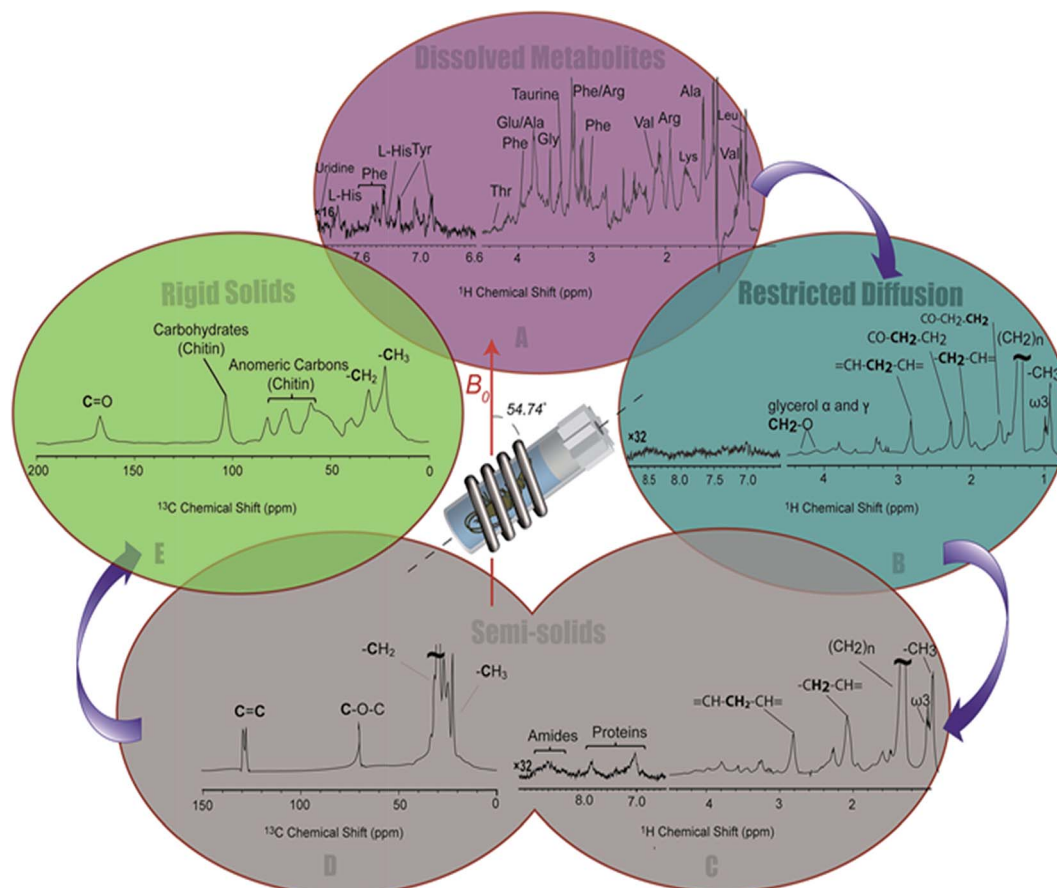 Dissolved Metabolites
Taurine
Phe/Arg
Ala
Glu/Ala
Phe
Gly
Phe
Val
Arg
Leu
L-His
Tyr
Lys
Val
Uridine
Phe
L-His
Thr
×16
7.6
7.0
6.6
4
3
2
¹H Chemical Shift (ppm)
A
Rigid Solids
Carbohydrates
(Chitin)
Anomeric Carbons
(Chitin)
-CH₃
-CH₂
C=O
200
150
100
50
0
¹³C Chemical Shift (ppm)
E
B₀
54.74°
Restricted Diffusion
CO-CH2-CH2
CO-CH2-CH2
(CH2)n
-CH2-CH=
=CH-CH2-CH=
-CH3
ω3
glycerol α and γ
CH2-O
×32
8.5
8.0
7.5
7.0
4
3
2
1
¹H Chemical Shift (ppm)
B
Semi-solids
-CH₂
-CH₃
C=C
C-O-C
150
100
50
0
¹³C Chemical Shift (ppm)
D
(CH2)n
-CH3
-CH2-CH=
=CH-CH2-CH=
ω3
Amides
Proteins
×32
8.0
7.0
4
3
2
1
¹H Chemical Shift (ppm)
C